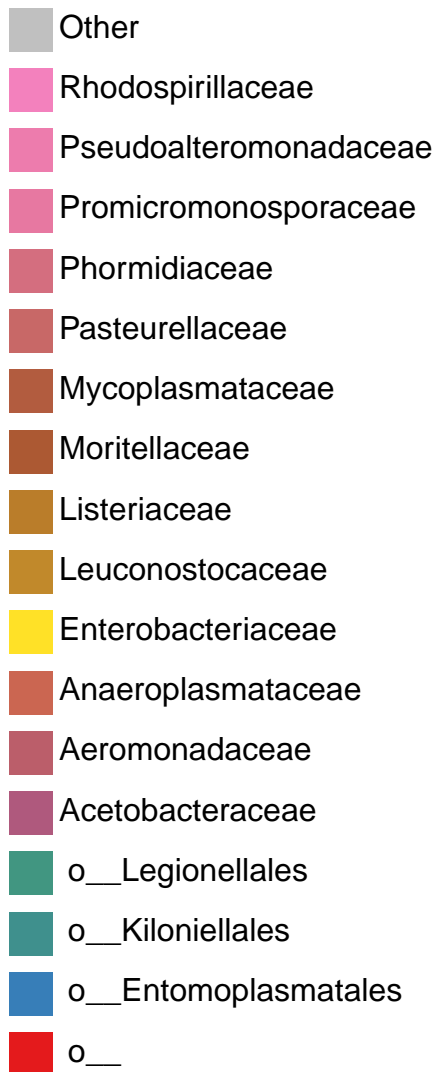 Other
Rhodospirillaceae
Pseudoalteromonadaceae
Promicromonosporaceae
Phormidiaceae
Pasteurellaceae
Mycoplasmataceae
Moritellaceae
Listeriaceae
Leuconostocaceae
Enterobacteriaceae
Anaeroplasmataceae
Aeromonadaceae
Acetobacteraceae
o__Legionellales
o__Kiloniellales
o__Entomoplasmatales
o__